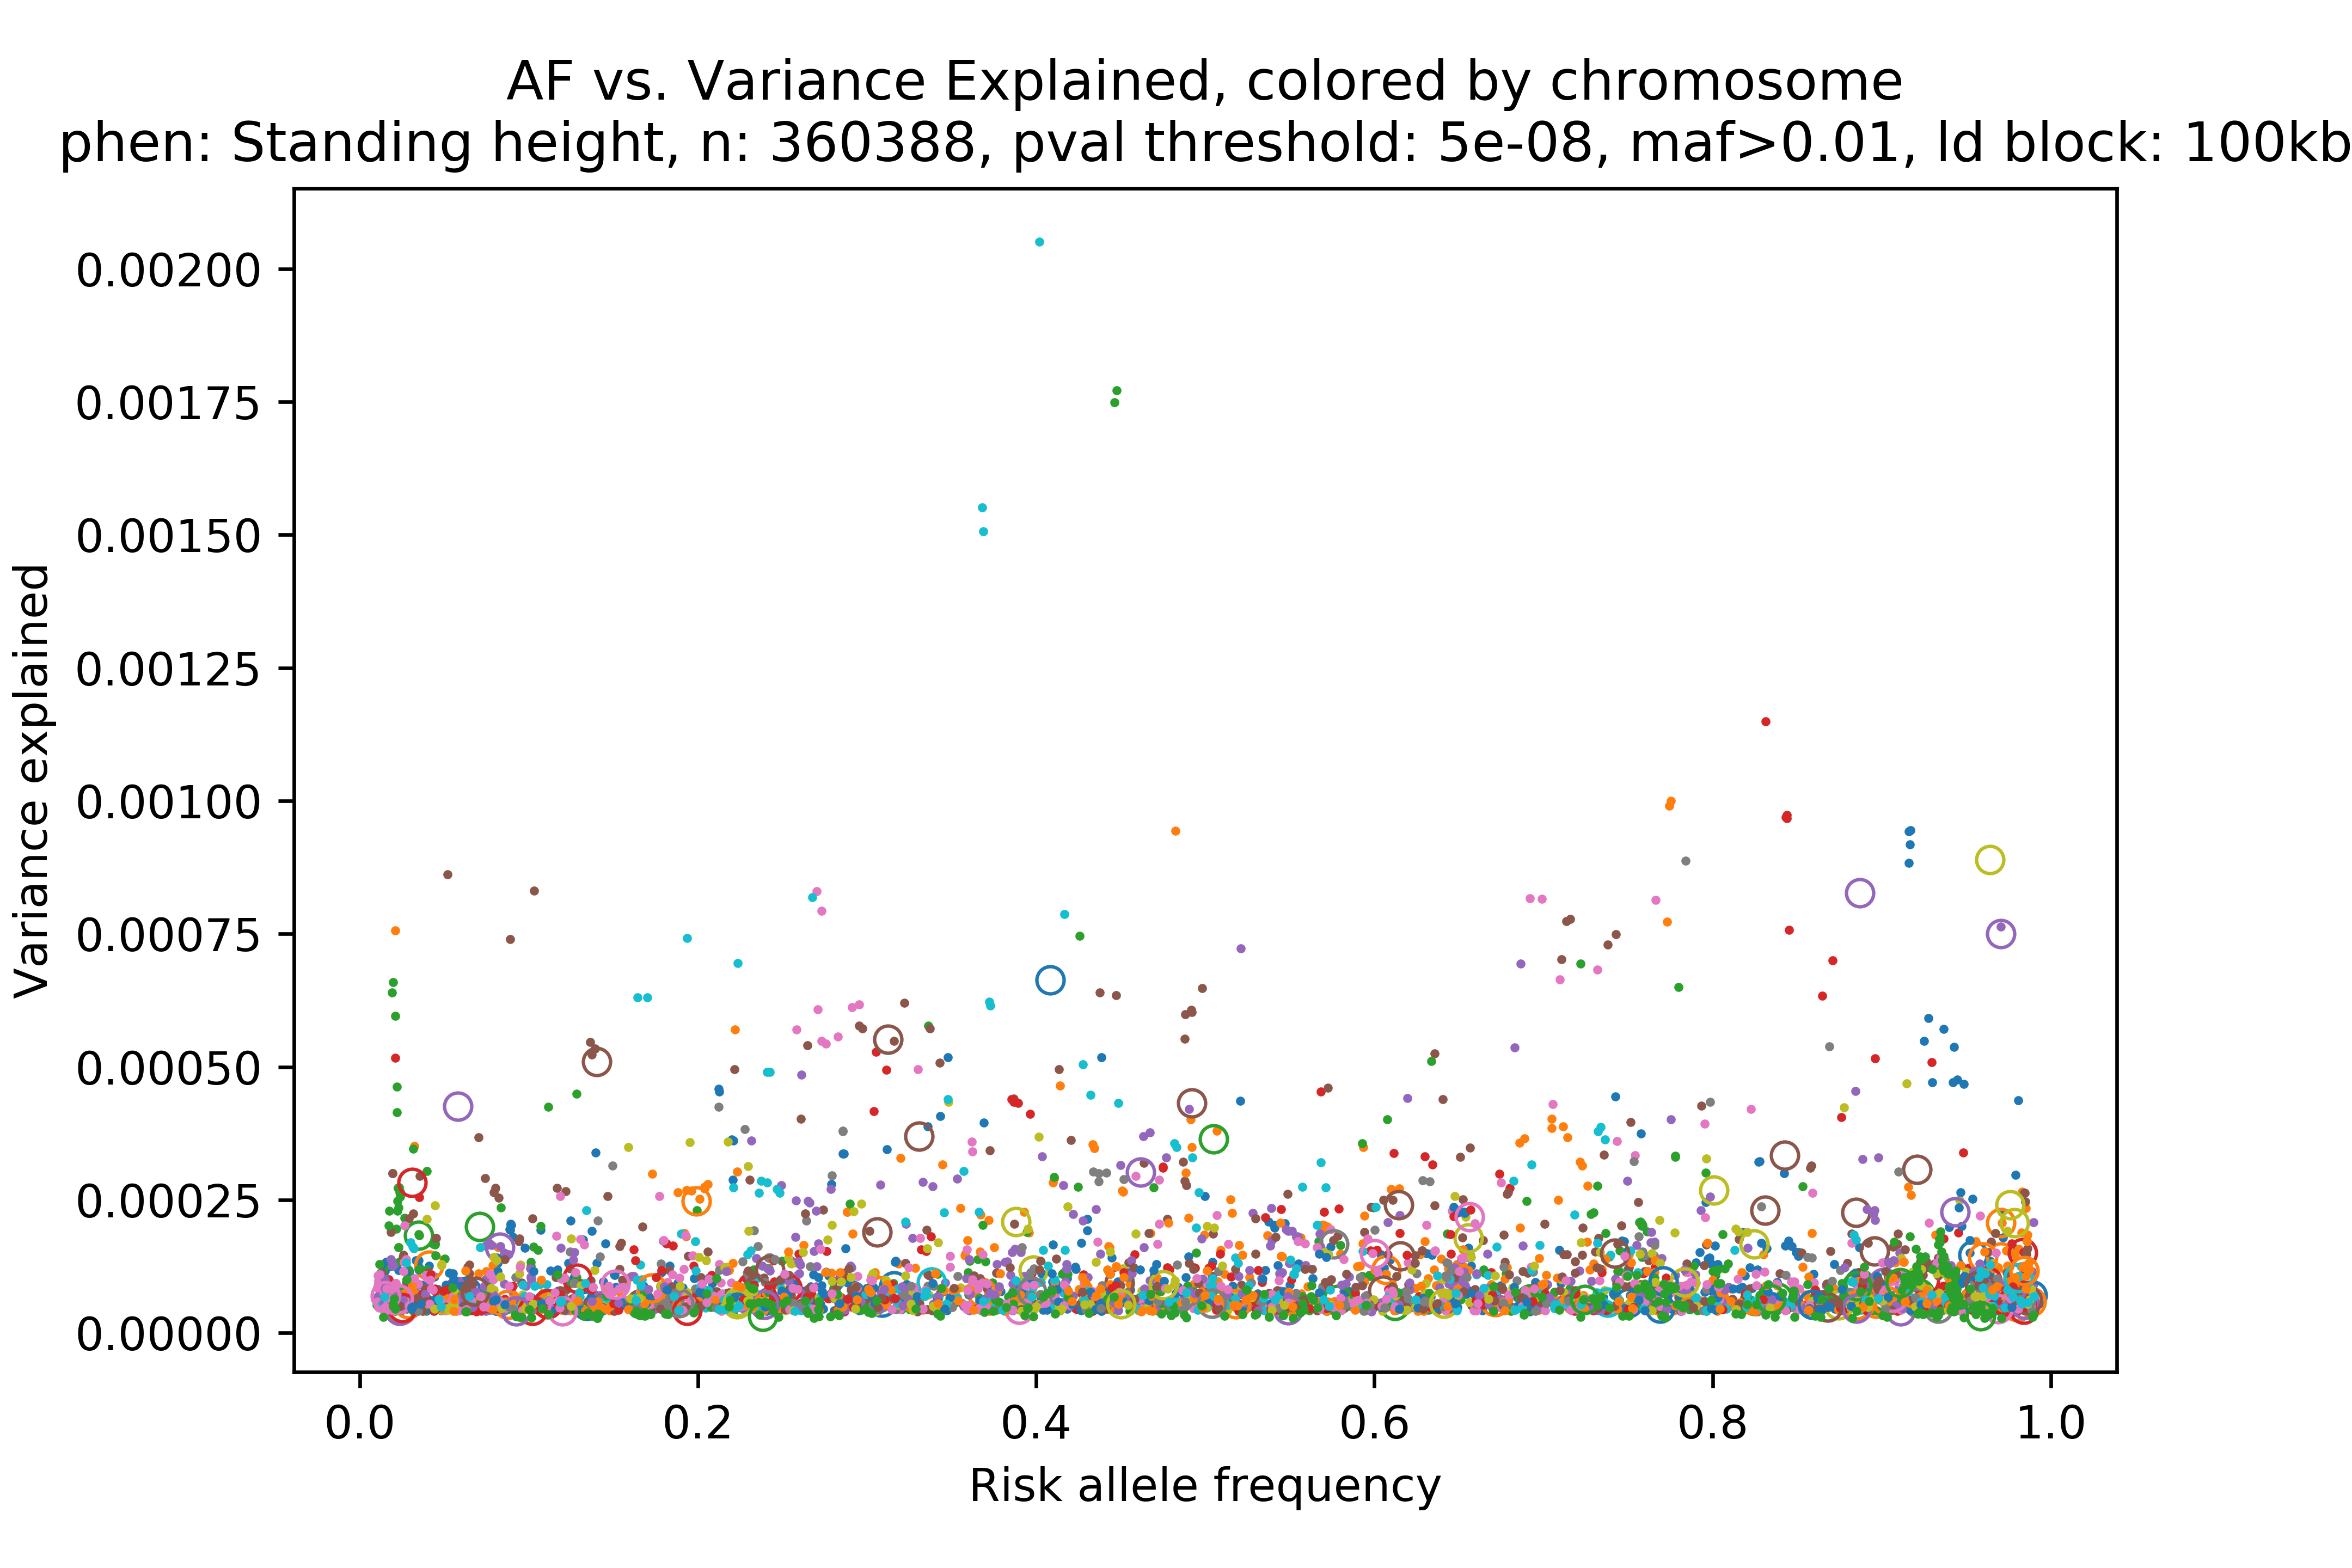 AF vs. Variance Explained, colored by chromosome
phen: Standing height, n: 360388, pval threshold: 5e-08, maf>0.01, ld block: 100kb
0.00200
0.00175
0.00150
0.00125
0.00100
0.00075
0.00050
0.00025
0.00000
Variance explained
0.0 0.2 0.4 0.6 0.8 1.0
Risk allele frequency